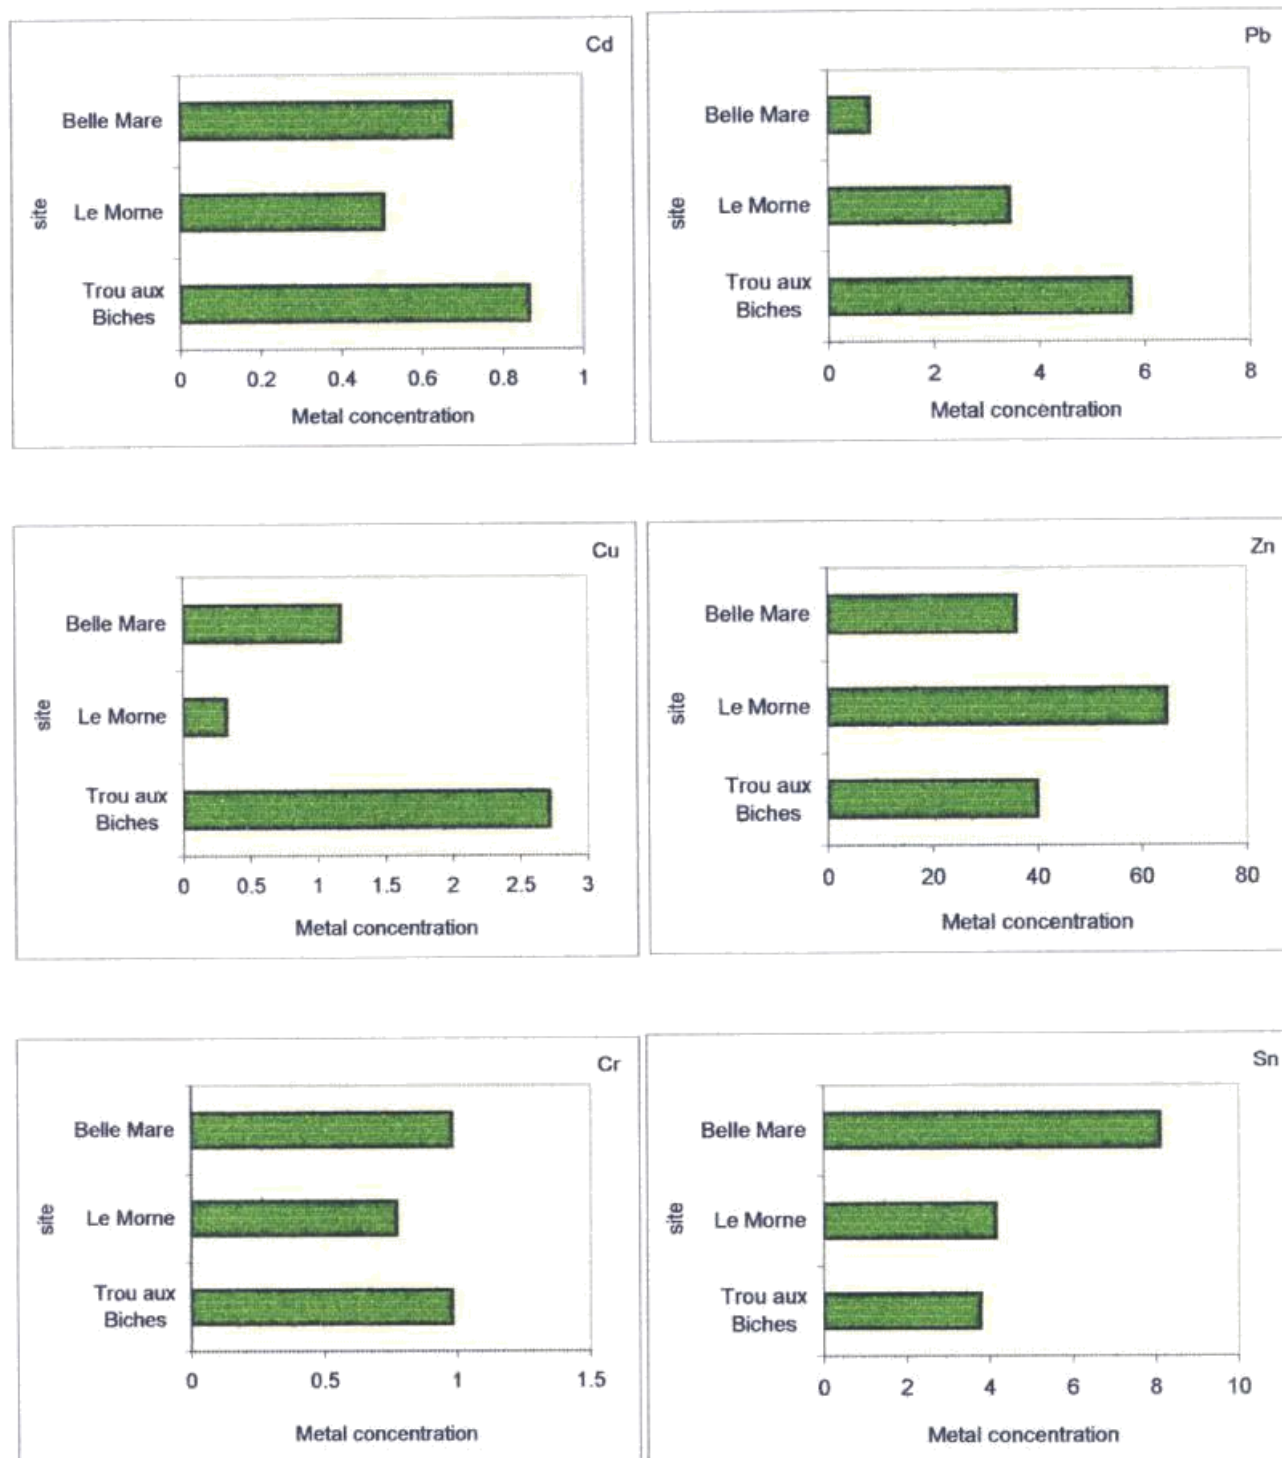 Cd
Belle Mare
Le Morne
Trou aux
Biches
site
0 0.2 0.4 0.6 0.8 1
Metal concentration
Pb
Belle Mare
Le Morne
Trou aux
Biches
site
0 2 4 6 8
Metal concentration
Cu
Belle Mare
Le Morne
Trou aux
Biches
site
0 0.5 1 1.5 2 2.5 3
Metal concentration
Zn
Belle Mare
Le Morne
Trou aux
Biches
site
0 20 40 60 80
Metal concentration
Cr
Belle Mare
Le Morne
Trou aux
Biches
site
0 0.5 1 1.5
Metal concentration
Sn
Belle Mare
Le Morne
Trou aux
Biches
site
0 2 4 6 8 10
Metal concentration